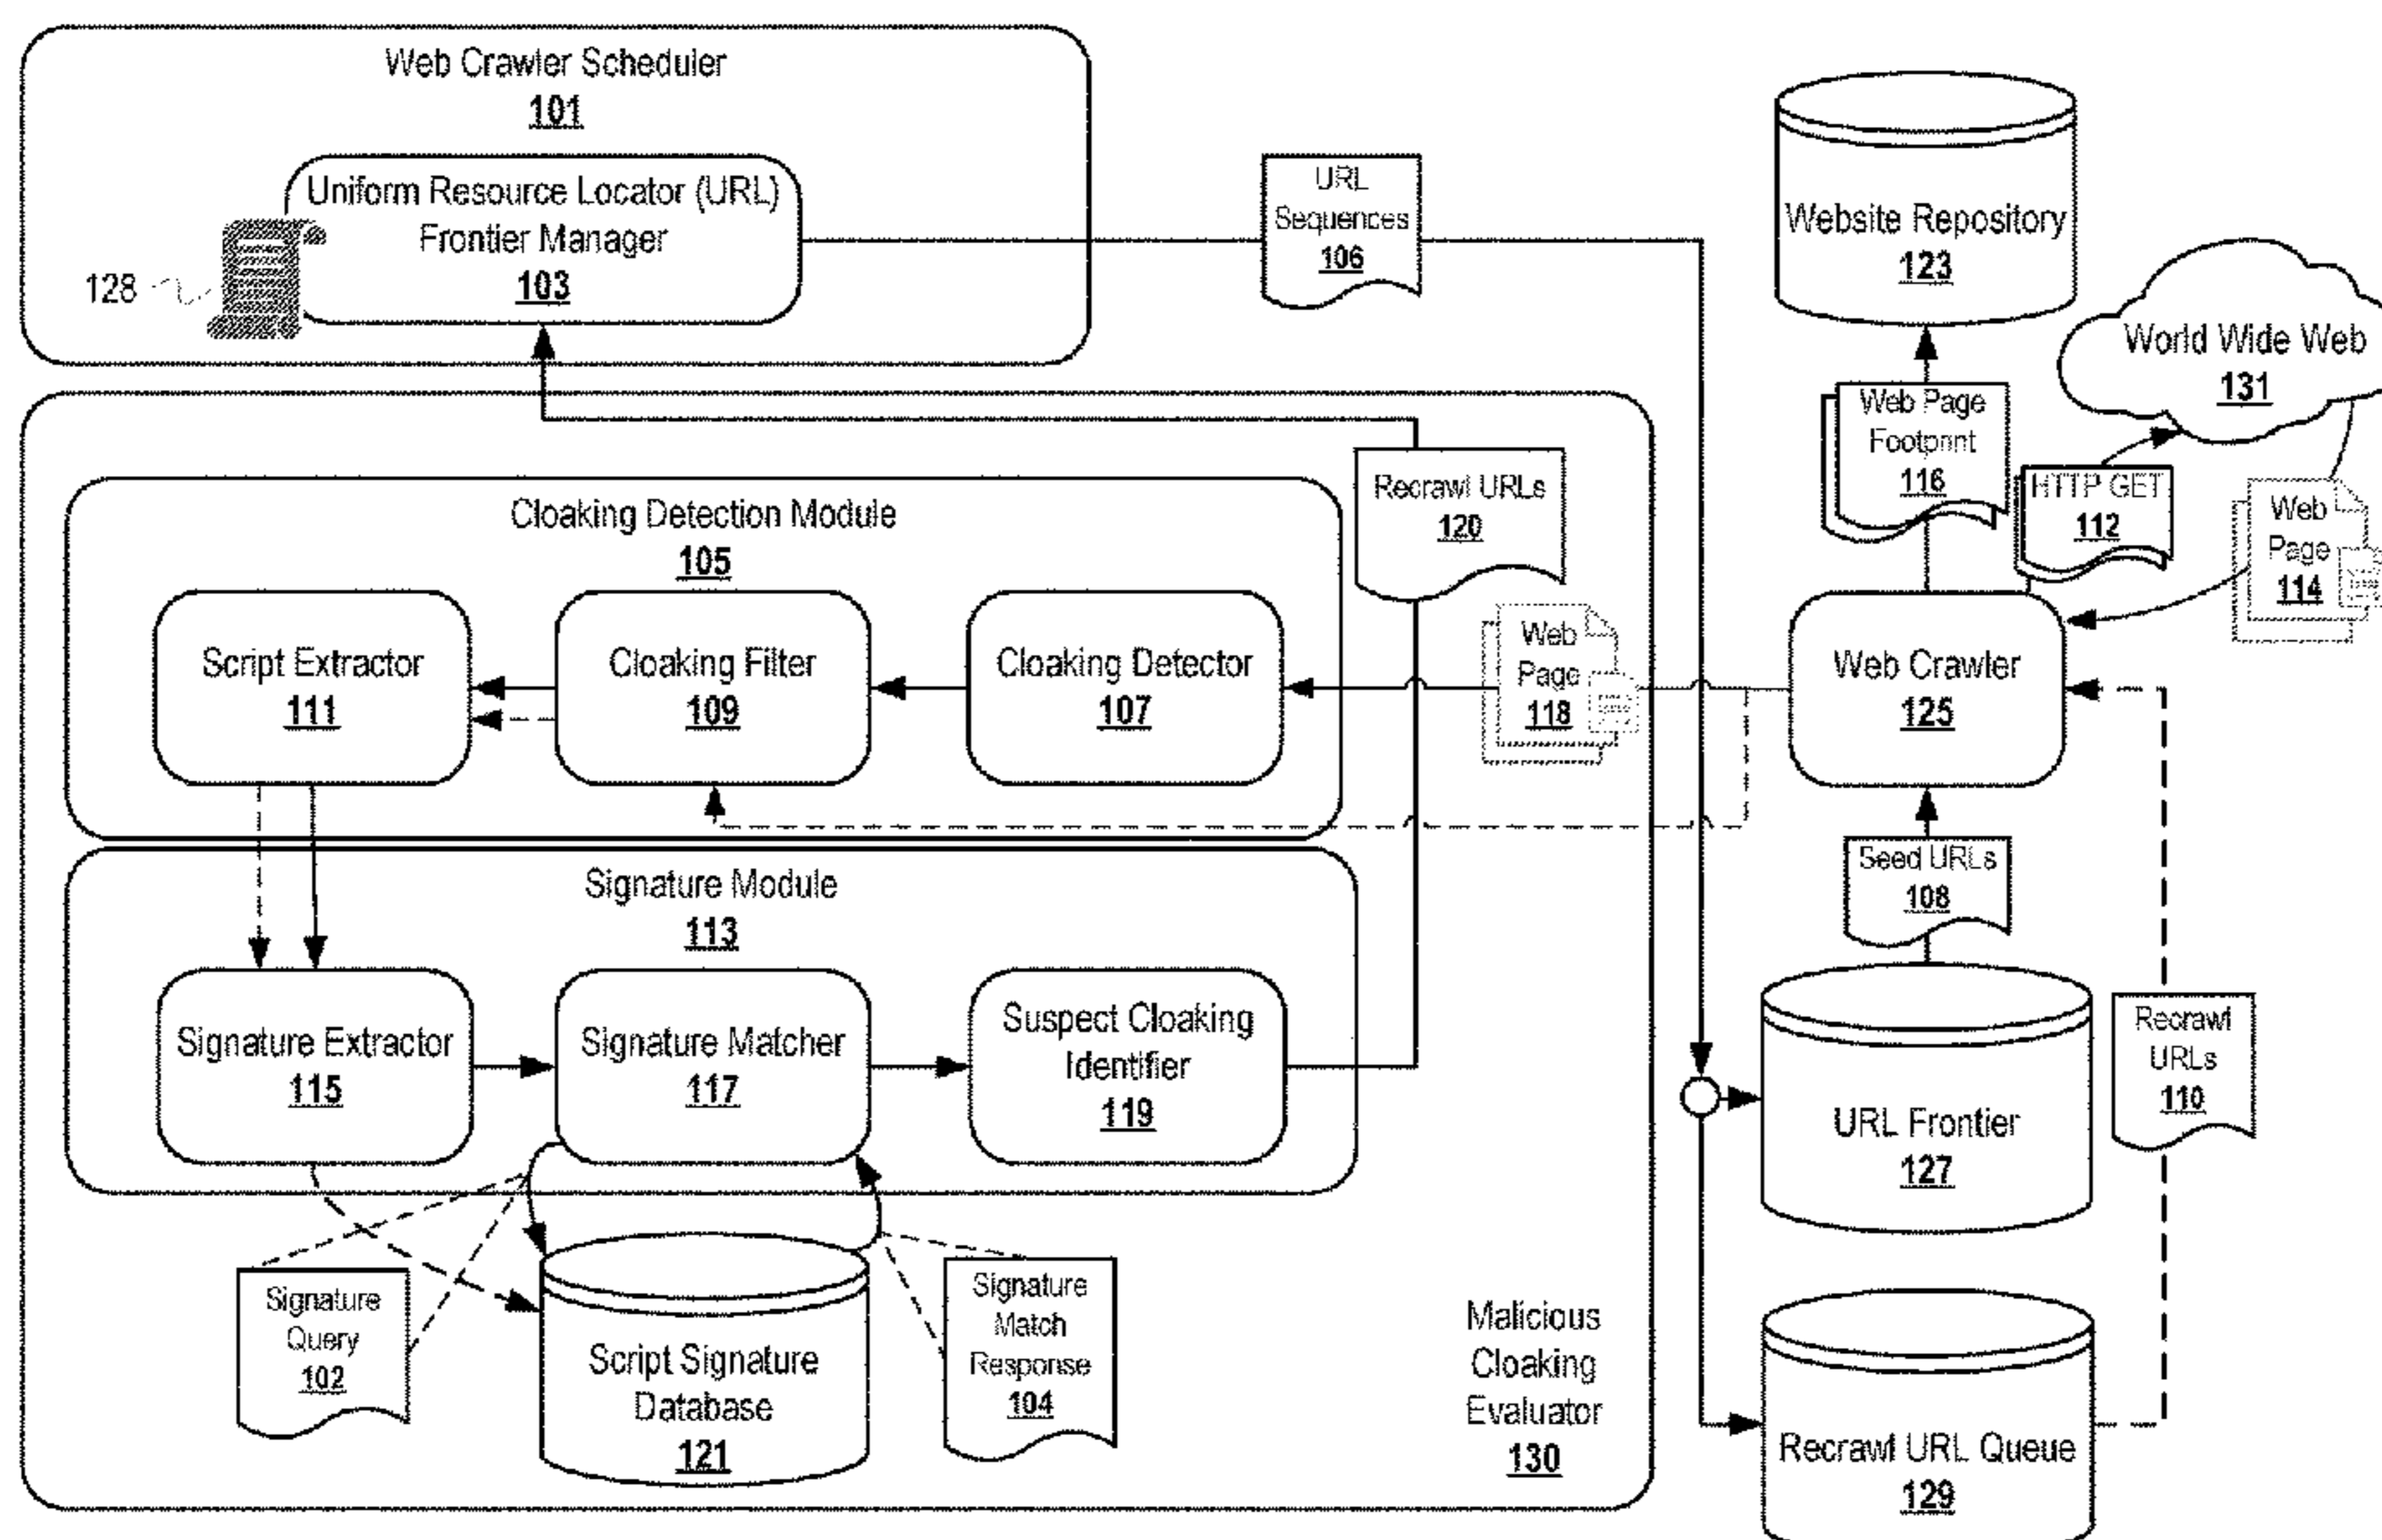 Web Crawler Scheduler
101
Uniform Resource Locator (URL)
Frontier Manager
103
128
URL
Sequences
106
Website Repository
123
World Wide Web
131
Web Page
Footprint
116
HTTP GET
112
Web
Page
114
Cloaking Detection Module
105
Recrawl URLs
120
Script Extractor
111
Cloaking Filter
109
Cloaking Detector
107
Web
Page
118
Web Crawler
125
Seed URLs
108
Signature Module
113
Signature Extractor
115
Signature Matcher
117
Suspect Cloaking
Identifier
119
URL Frontier
127
Recrawl
URLs
110
Signature
Query
102
Script Signature
Database
121
Signature
Match
Response
104
Malicious
Cloaking
Evaluator
130
Recrawl URL Queue
129